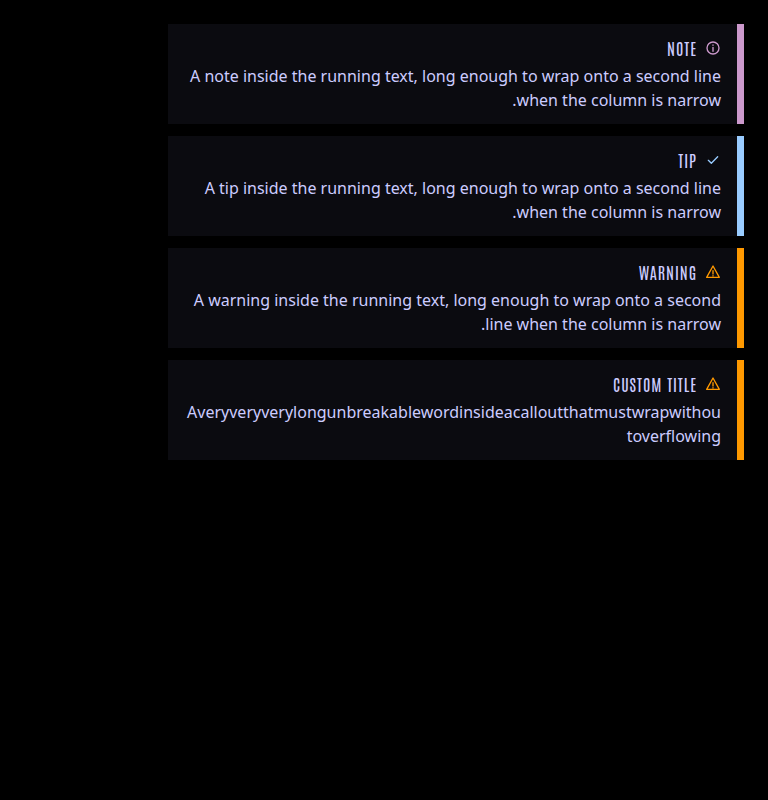 NOTE
A note inside the running text, long enough to wrap onto a second line
.when the column is narrow
TIP
A tip inside the running text, long enough to wrap onto a second line
.when the column is narrow
WARNING
A warning inside the running text, long enough to wrap onto a second
.line when the column is narrow
CUSTOM TITLE
Averyveryverylongunbreakablewordinsideacalloutthatmustwrapwithou
toverflowing